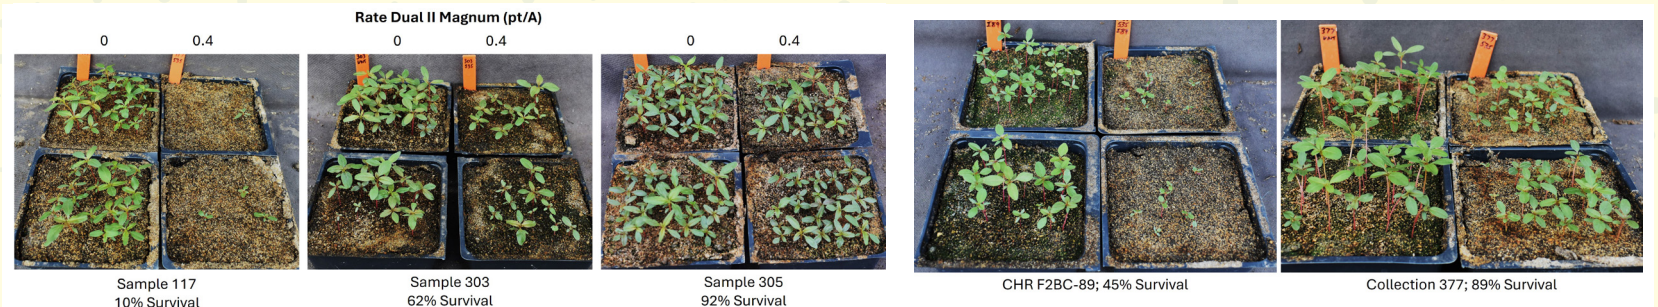 Rate Dual II Magnum (pt/A)
0 0.4 0 0.4 0 0.4
Sample 117
10% Survival
Sample 303
62% Survival
Sample 305
92% Survival
CHR F2BC-89; 45% Survival
Collection 377; 89% Survival